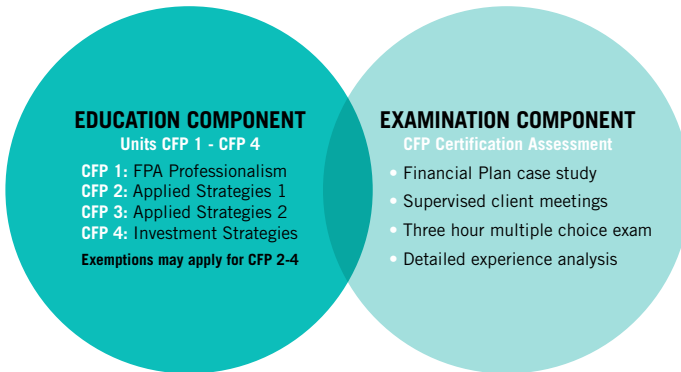 EDUCATION COMPONENT
Units CFP 1 - CFP 4
CFP 1: FPA Professionalism
CFP 2: Applied Strategies 1
CFP 3: Applied Strategies 2
CFP 4: Investment Strategies
Exemptions may apply for CFP 2-4
EXAMINATION COMPONENT
CFP Certification Assessment
• Financial Plan case study
• Supervised client meetings
• Three hour multiple choice exam
• Detailed experience analysis